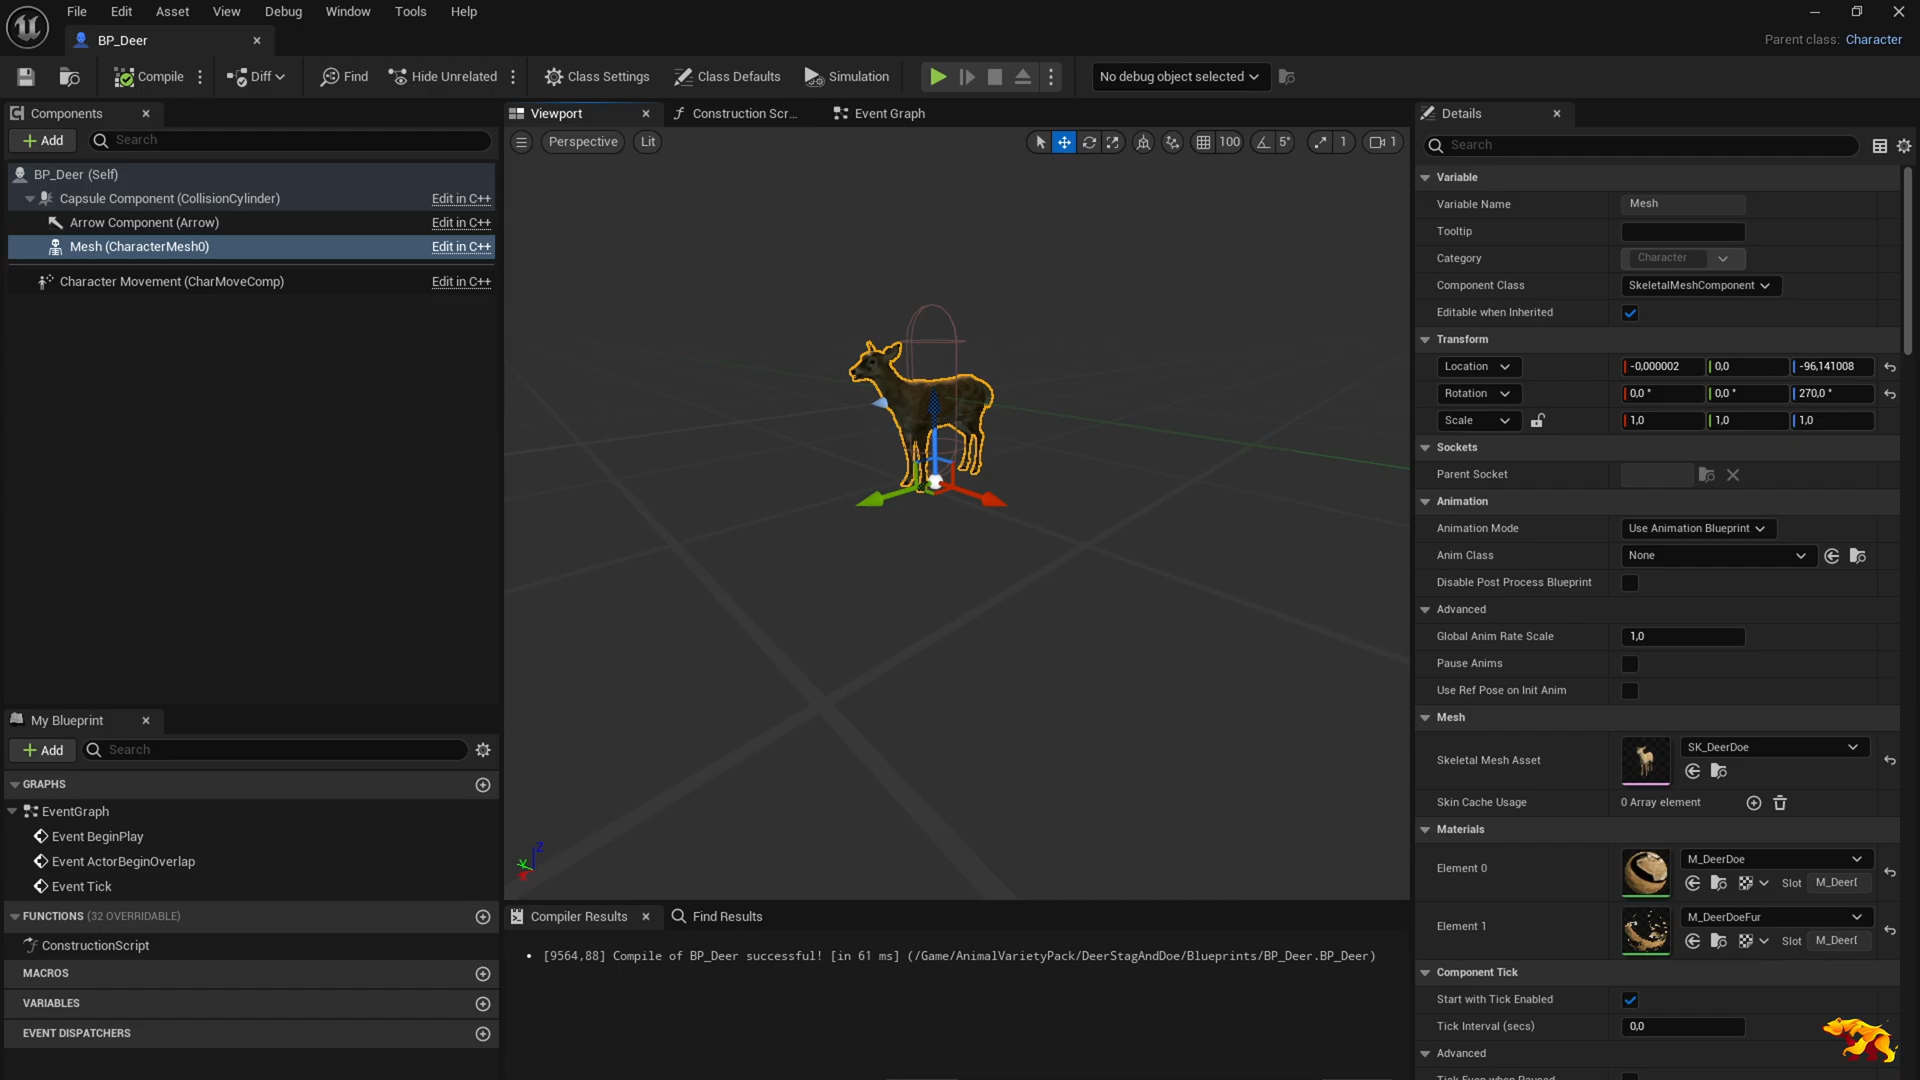 File Edit Asset View Debug Window Tools Help
BP_Deer
Parent class: Character
Compile Diff Find Hide Unrelated Class Settings Class Defaults Simulation No debug object selected
Components
Add Search
BP_Deer (Self)
Capsule Component (CollisionCylinder) Edit in C++
Arrow Component (Arrow) Edit in C++
Mesh (CharacterMesh0) Edit in C++
Character Movement (CharMoveComp) Edit in C++
My Blueprint
Add Search
GRAPHS
EventGraph
Event BeginPlay
Event ActorBeginOverlap
Event Tick
FUNCTIONS (32 OVERRIDABLE)
ConstructionScript
MACROS
VARIABLES
EVENT DISPATCHERS
Viewport Construction Scr... Event Graph
Perspective Lit 100 5° 1 1
Z
Y
Compiler Results Find Results
• [9564,88] Compile of BP_Deer successful! [in 61 ms] (/Game/AnimalVarietyPack/DeerStagAndDoe/Blueprints/BP_Deer.BP_Deer)
Details
Search
Variable
Variable Name Mesh
Tooltip
Category Character
Component Class SkeletalMeshComponent
Editable when Inherited
Transform
Location -0,000002 0,0 -96,141008
Rotation 0,0 ° 0,0 ° 270,0 °
Scale 1,0 1,0 1,0
Sockets
Parent Socket
Animation
Animation Mode Use Animation Blueprint
Anim Class None
Disable Post Process Blueprint
Advanced
Global Anim Rate Scale 1,0
Pause Anims
Use Ref Pose on Init Anim
Mesh
Skeletal Mesh Asset SK_DeerDoe
Skin Cache Usage 0 Array element
Materials
Element 0 M_DeerDoe
Slot M_Deer
Element 1 M_DeerDoeFur
Slot M_Deer
Component Tick
Start with Tick Enabled
Tick Interval (secs) 0,0
Advanced
Tick Even when Paused